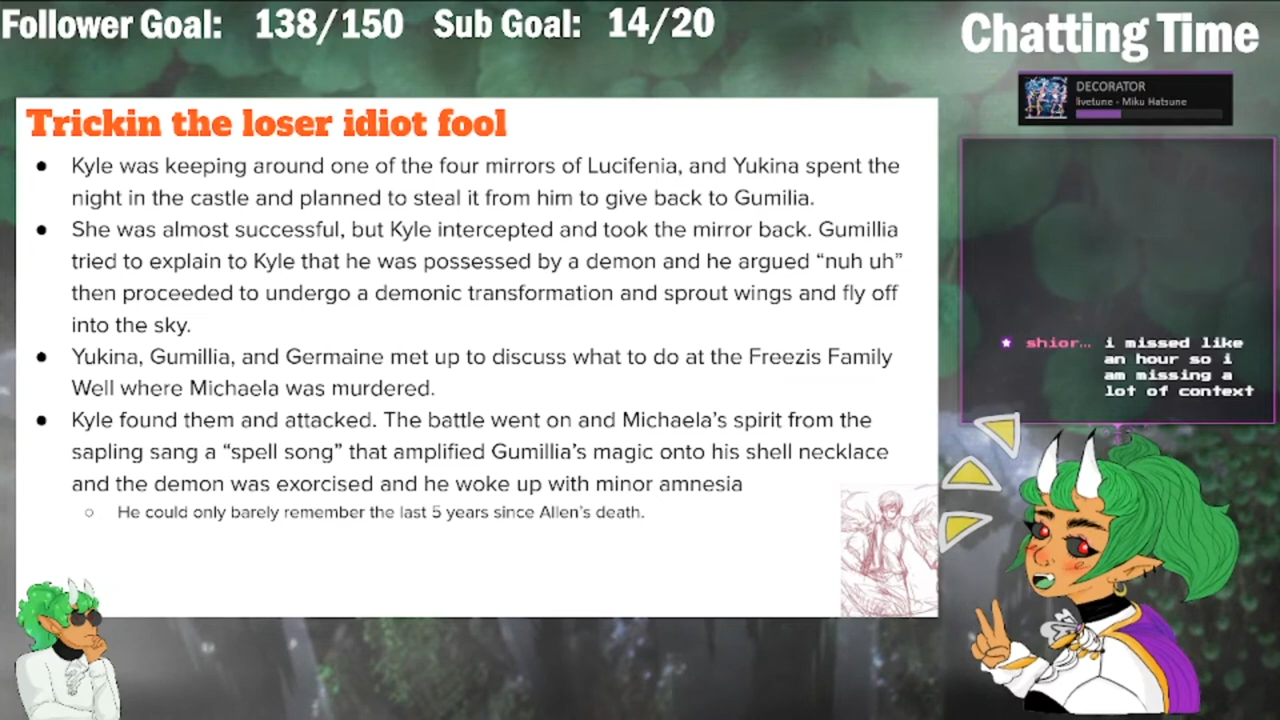 Follower Goal: 138/150 Sub Goal: 14/20
Chatting Time
DECORATOR
livetune - Miku Hatsune
Trickin the loser idiot fool
● Kyle was keeping around one of the four mirrors of Lucifenia, and Yukina spent the
night in the castle and planned to steal it from him to give back to Gumilia.
● She was almost successful, but Kyle intercepted and took the mirror back. Gumillia
tried to explain to Kyle that he was possessed by a demon and he argued “nuh uh”
then proceeded to undergo a demonic transformation and sprout wings and fly off
into the sky.
● Yukina, Gumillia, and Germaine met up to discuss what to do at the Freezis Family
Well where Michaela was murdered.
● Kyle found them and attacked. The battle went on and Michaela’s spirit from the
sapling sang a “spell song” that amplified Gumillia’s magic onto his shell necklace
and the demon was exorcised and he woke up with minor amnesia
○ He could only barely remember the last 5 years since Allen’s death.
shior... i missed like
an hour so i
am missing a
lot of context